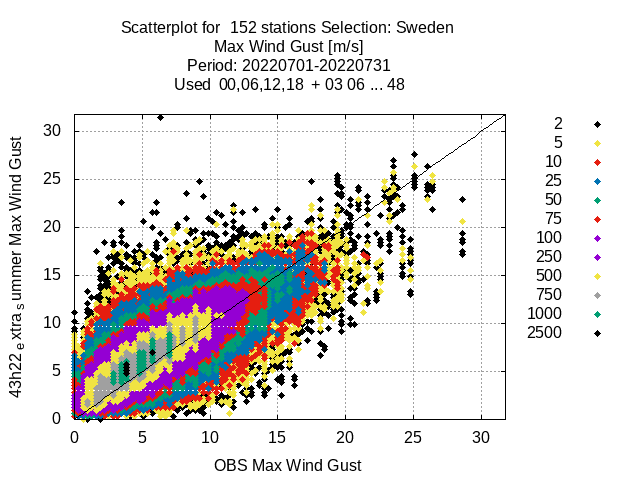 Scatterplot for 152 stations Selection: Sweden
Max Wind Gust [m/s]
Period: 20220701-20220731
Used 00,06,12,18 + 03 06 ... 48
43h22 e xtra s ummer Max Wind Gust
30
25
20
15
10
5
0
0 5 10 15 20 25 30
OBS Max Wind Gust
2
5
10
25
50
75
100
250
500
750
1000
2500